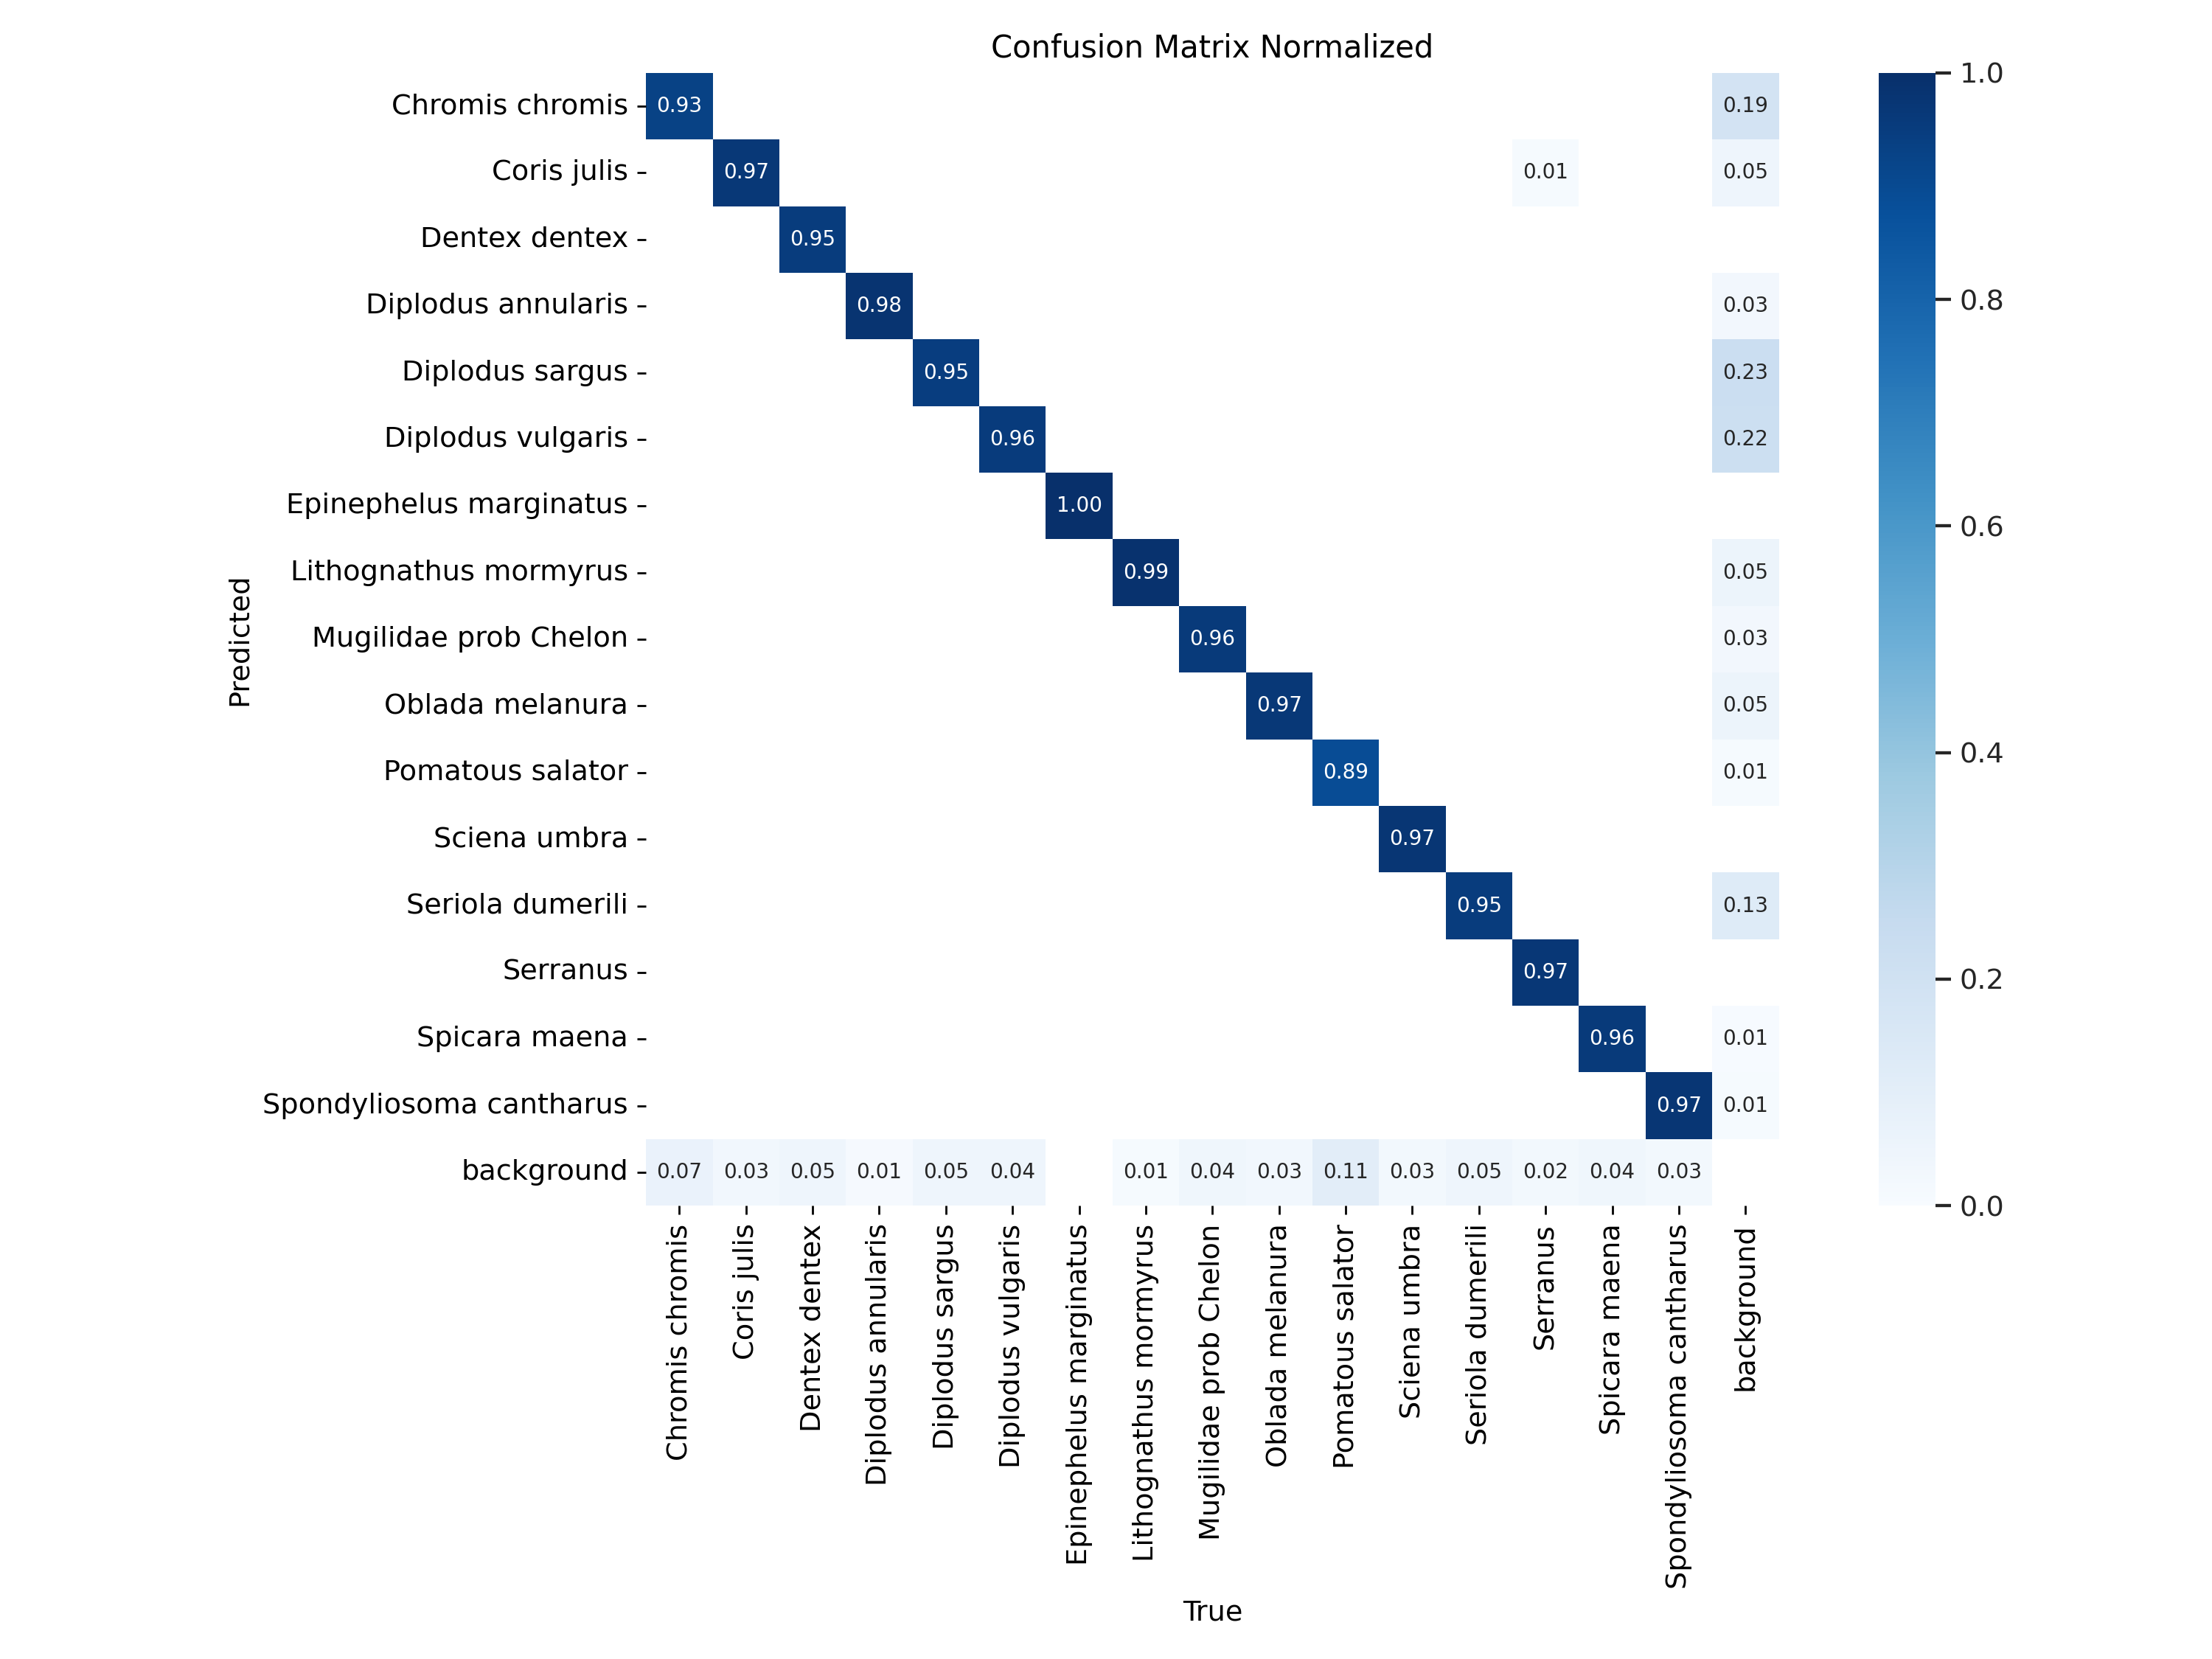 Confusion Matrix Normalized
Chromis chromis 0.93 0.19
Coris julis 0.97 0.01 0.05
Dentex dentex 0.95
Diplodus annularis 0.98 0.03
Diplodus sargus 0.95 0.23
Diplodus vulgaris 0.96 0.22
Epinephelus marginatus 1.00
Lithognathus mormyrus 0.99 0.05
Mugilidae prob Chelon 0.96 0.03
Oblada melanura 0.97 0.05
Pomatous salator 0.89 0.01
Sciena umbra 0.97
Seriola dumerili 0.95 0.13
Serranus 0.97
Spicara maena 0.96 0.01
Spondyliosoma cantharus 0.97 0.01
background 0.07 0.03 0.05 0.01 0.05 0.04 0.01 0.04 0.03 0.11 0.03 0.05 0.02 0.04 0.03
Predicted
Chromis chromis
Coris julis
Dentex dentex
Diplodus annularis
Diplodus sargus
Diplodus vulgaris
Epinephelus marginatus
Lithognathus mormyrus
Mugilidae prob Chelon
Oblada melanura
Pomatous salator
Sciena umbra
Seriola dumerili
Serranus
Spicara maena
Spondyliosoma cantharus
background
True
1.0
0.8
0.6
0.4
0.2
0.0